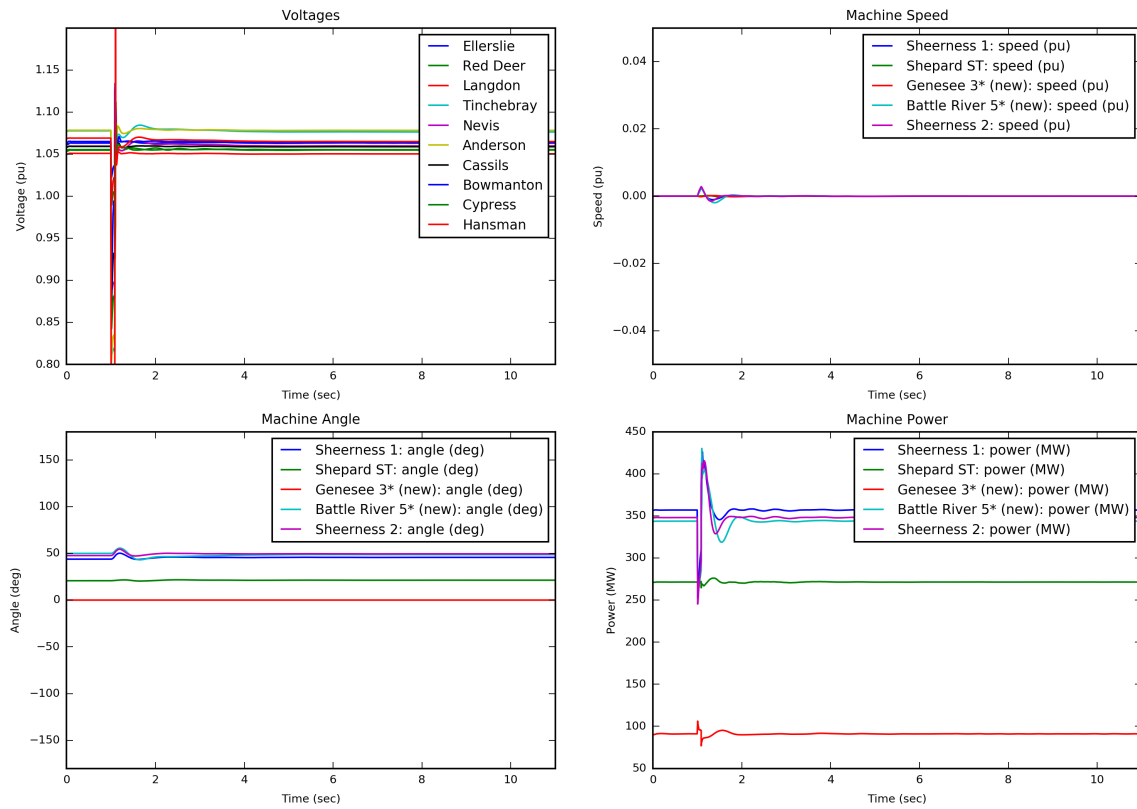 Voltages
Voltage (pu)
1.15
1.10
1.05
1.00
0.95
0.90
0.85
0.80
0
2
4
6
8
10
Time (sec)
Ellerslie
Red Deer
Langdon
Tinchebray
Nevis
Anderson
Cassils
Bowmanton
Cypress
Hansman
Machine Speed
Speed (pu)
0.04
0.02
0.00
−0.02
−0.04
0
2
4
6
8
10
Time (sec)
Sheerness 1: speed (pu)
Shepard ST: speed (pu)
Genesee 3* (new): speed (pu)
Battle River 5* (new): speed (pu)
Sheerness 2: speed (pu)
Machine Angle
Angle (deg)
150
100
50
0
−50
−100
−150
0
2
4
6
8
10
Time (sec)
Sheerness 1: angle (deg)
Shepard ST: angle (deg)
Genesee 3* (new): angle (deg)
Battle River 5* (new): angle (deg)
Sheerness 2: angle (deg)
Machine Power
Power (MW)
450
400
350
300
250
200
150
100
50
0
2
4
6
8
10
Time (sec)
Sheerness 1: power (MW)
Shepard ST: power (MW)
Genesee 3* (new): power (MW)
Battle River 5* (new): power (MW)
Sheerness 2: power (MW)